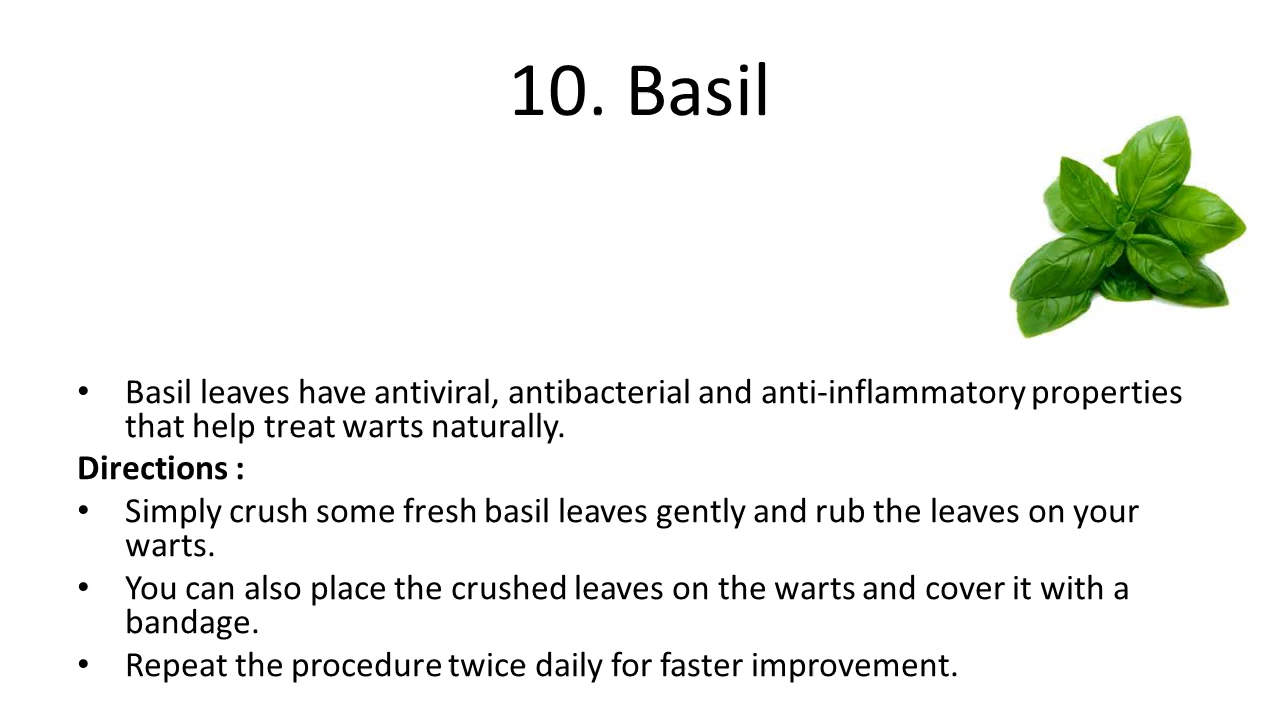 10. Basil
• Basil leaves have antiviral, antibacterial and anti-inflammatory properties
that help treat warts naturally.
Directions :
• Simply crush some fresh basil leaves gently and rub the leaves on your
warts.
• You can also place the crushed leaves on the warts and cover it with a
bandage.
• Repeat the procedure twice daily for faster improvement.